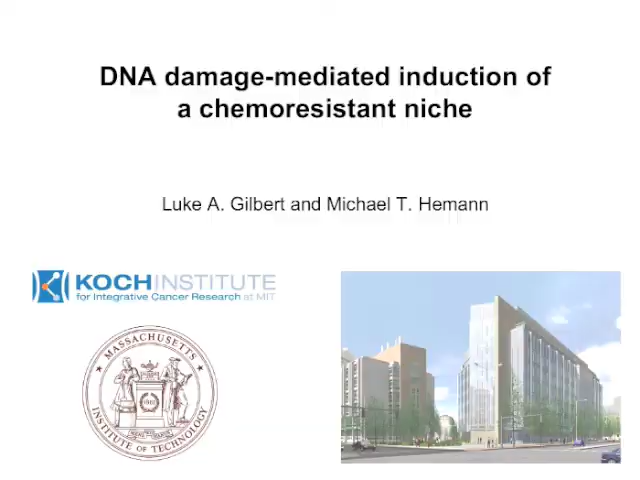 DNA damage-mediated induction of
a chemoresistant niche
Luke A. Gilbert and Michael T. Hemann
KOCH INSTITUTE
for Integrative Cancer Research at MIT
MASSACHUSETTS
INSTITUTE OF TECHNOLOGY